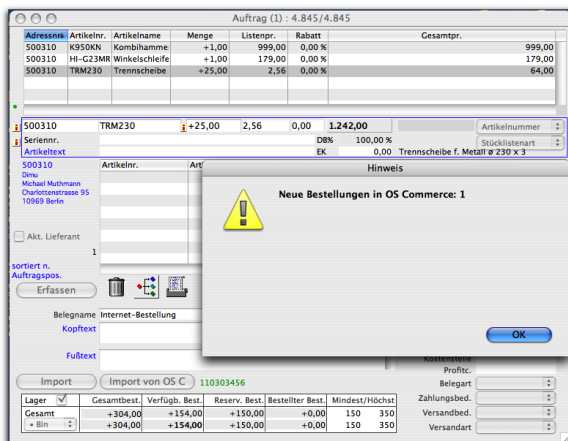 Auftrag (1) : 4.845/4.845
Adressnr. Artikelnr. Artikelname Menge Listenpr. Rabatt Gesamtpr.
500310 K950KN Kombihamme +1,00 999,00 0,00 % 999,00
500310 HI-G23MR Winkelschleife +1,00 179,00 0,00 % 179,00
500310 TRM230 Trennscheibe +25,00 2,56 0,00 % 64,00
500310 TRM230 +25,00 2,56 0,00 1.242,00 Artikelnummer
Seriennr. DB% 100,00 % Stücklistenart
Artikeltext EK 0,00 Trennscheibe f. Metall ø 230 x 3
500310 Artikelnr. Art
Dimu
Michael Muthmann
Charlottenstrasse 95
10969 Berlin
Hinweis
Neue Bestellungen in OS Commerce: 1
OK
Akt. Lieferant
1
sortiert n.
Auftragspos.
Erfassen
Belegname Internet-Bestellung
Kopftext
Fußtext
Kostenstelle
Profitc.
Import Import von OS C 110303456 Belegart
Lager Gesamtbest. Verfügb. Best. Reserv. Best. Bestellter Best. Mindest/Höchst Zahlungsbed.
Gesamt +304,00 +154,00 +150,00 +0,00 150 350 Versandbed.
• Bln +304,00 +154,00 +150,00 +0,00 150 350 Versandart